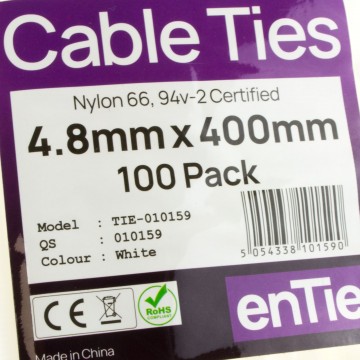 Cable Ties
Nylon 66, 94v-2 Certified
4.8mm x 400mm
100 Pack
Model : TIE-010159
QS : 010159
Colour : White
5 054338 101590
CE
RoHS
COMPLIANT
enTie
Made in China